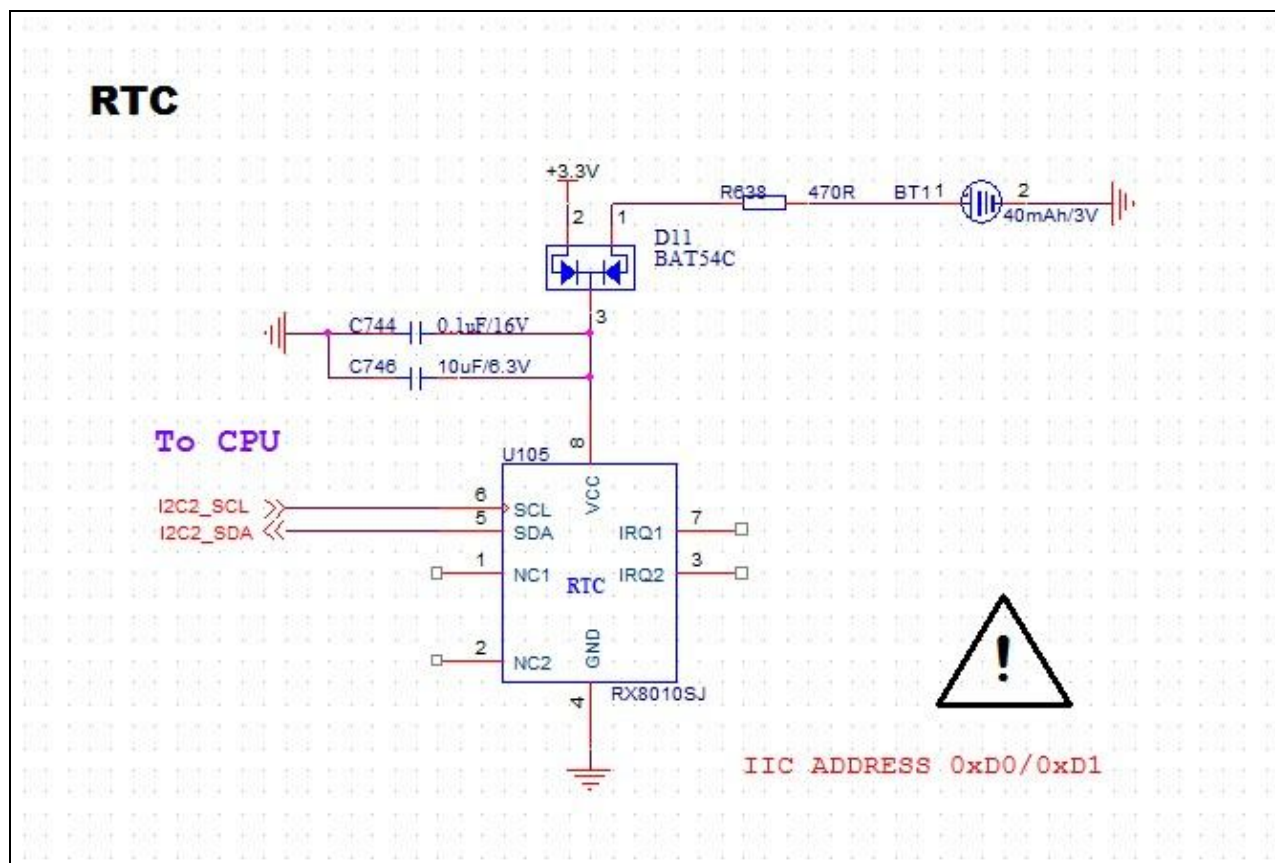 RTC
+3.3V
R638 470R BT1 1 2
40mAh/3V
2 1
D11
BAT54C
3
C744 0.1uF/16V
C746 10uF/6.3V
To CPU
8
U105
VCC
I2C2_SCL 6 SCL
I2C2_SDA 5 SDA
IRQ1 7
1 NC1
IRQ2 3
RTC
2 NC2
GND
4
RX8010SJ
!
IIC ADDRESS 0xD0/0xD1